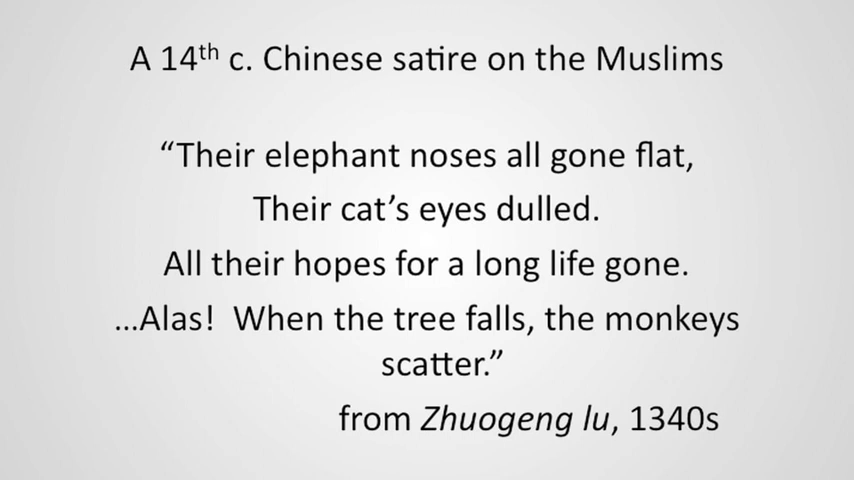 A 14th c. Chinese satire on the Muslims
“Their elephant noses all gone flat,
Their cat’s eyes dulled.
All their hopes for a long life gone.
…Alas!  When the tree falls, the monkeys
scatter.”
from Zhuogeng lu, 1340s